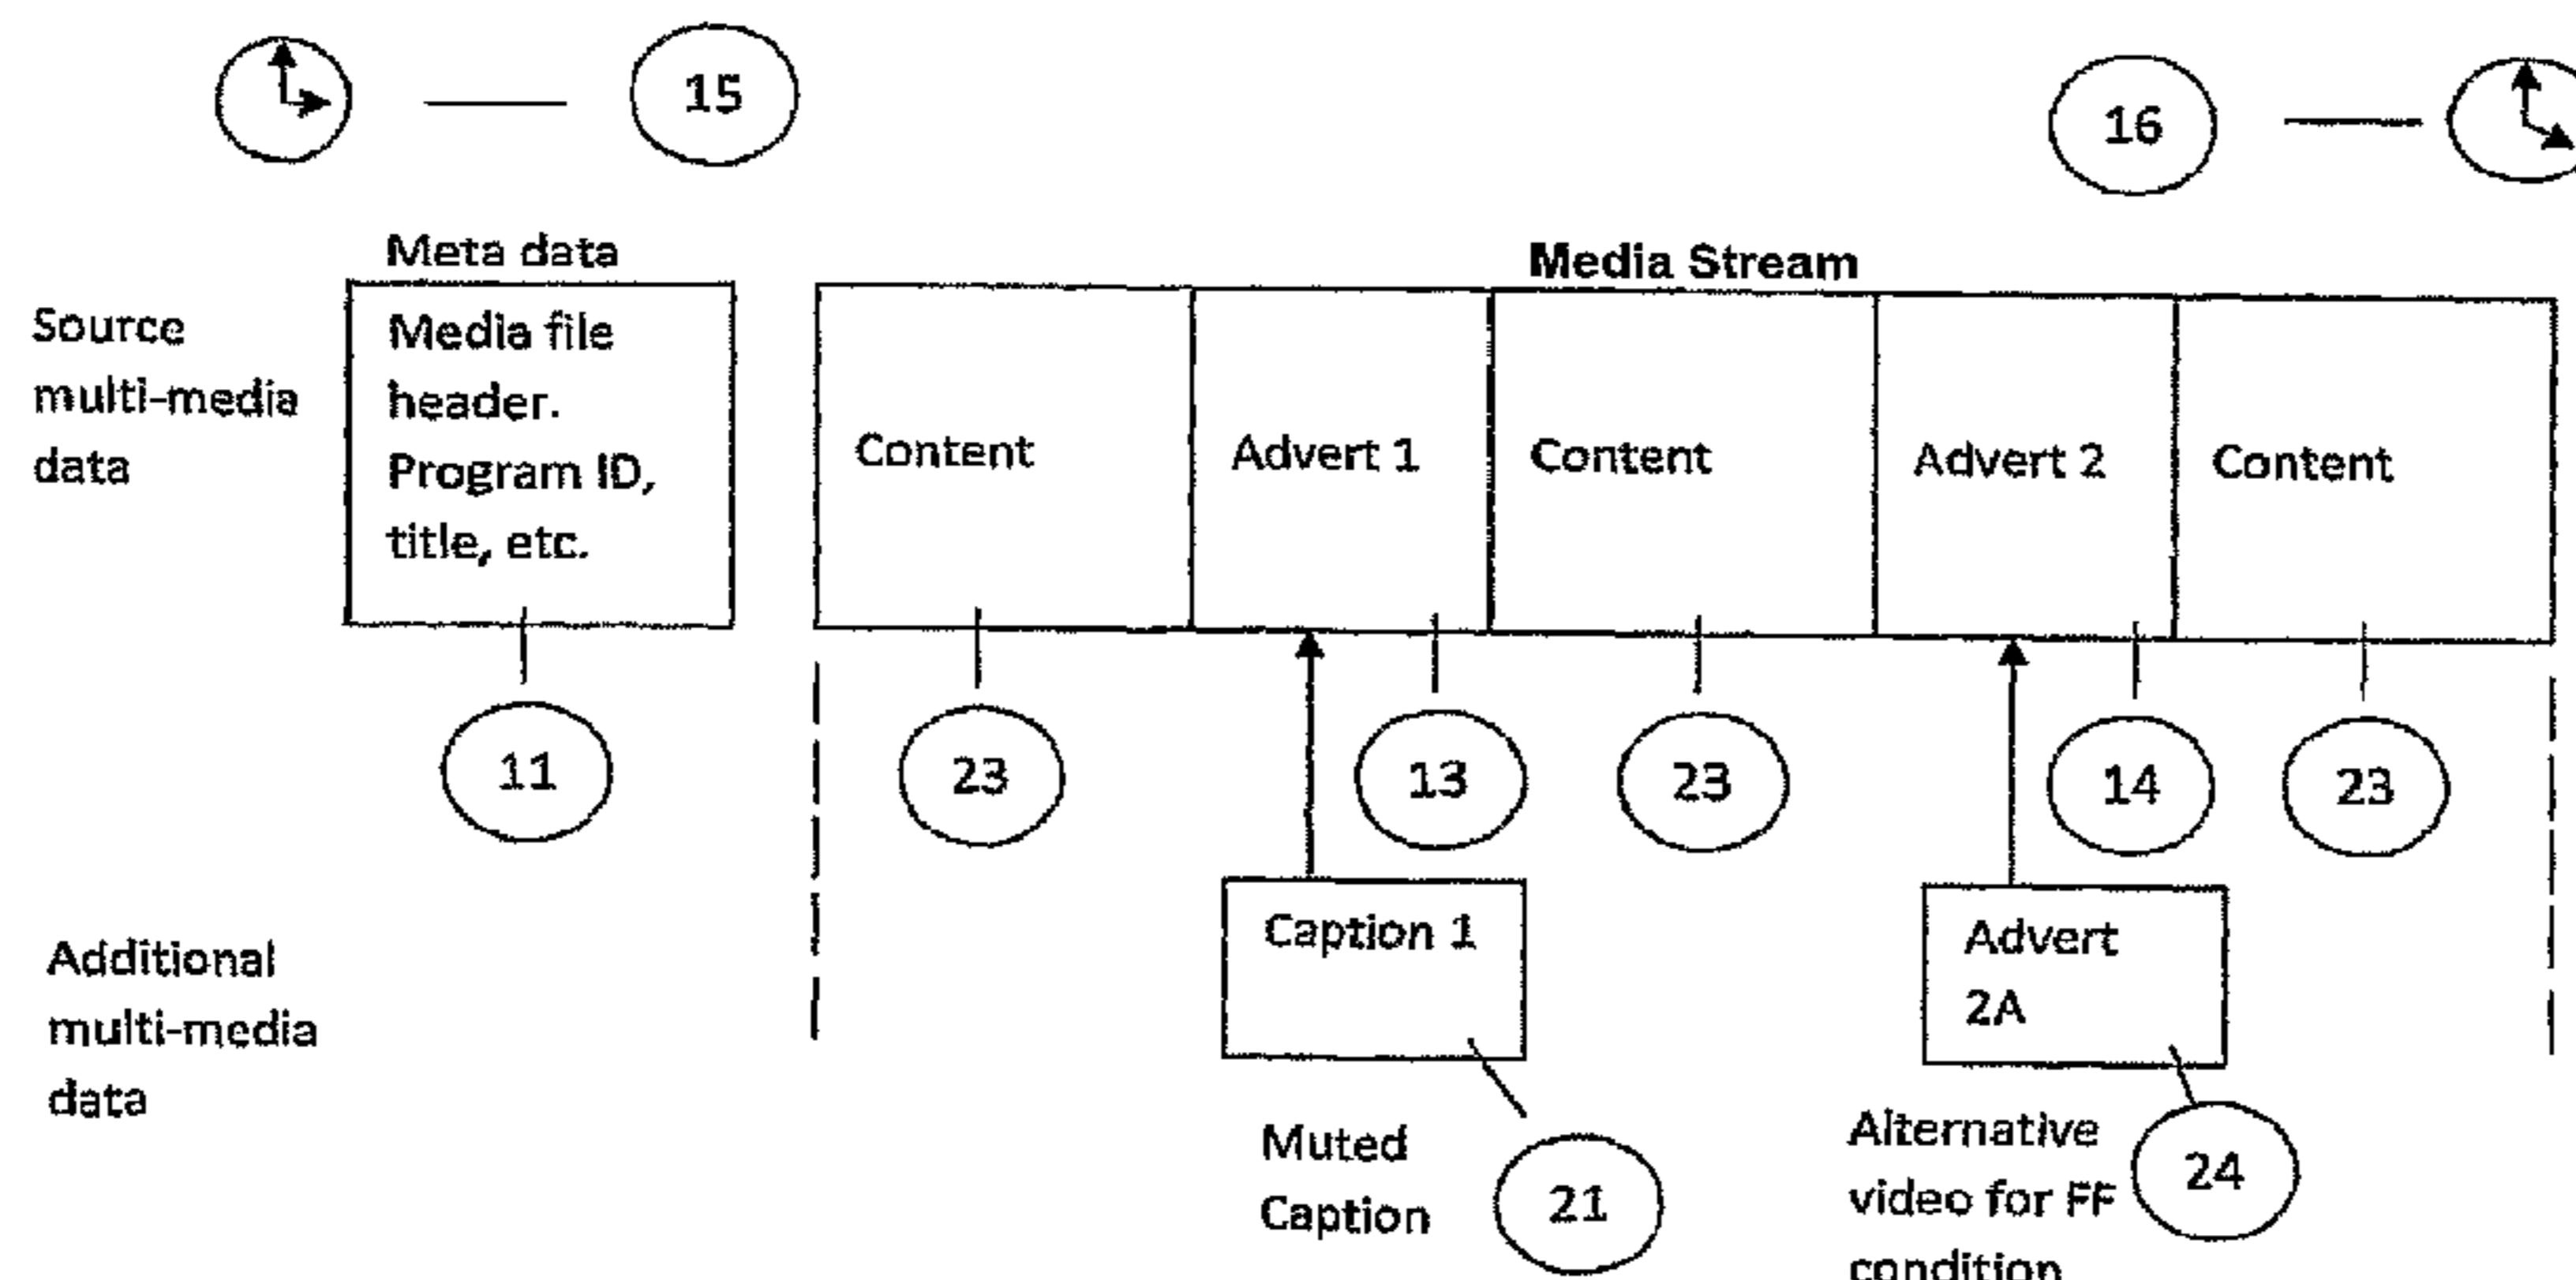 15
16
Meta data
Media Stream
Source
multi-media
data
Media file
header.
Program ID,
title, etc.
Content
Advert 1
Content
Advert 2
Content
11
23
13
23
14
23
Additional
multi-media
data
Caption 1
Advert
2A
Muted
Caption
21
Alternative
video for FF
condition
24